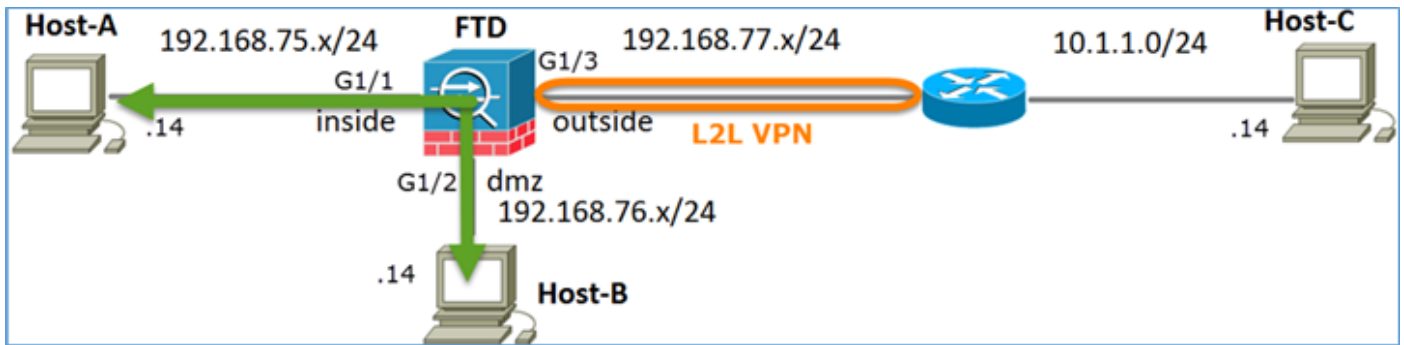 Host-A
192.168.75.x/24
FTD
192.168.77.x/24
10.1.1.0/24
Host-C
G1/1
G1/3
.14
inside
outside
L2L VPN
.14
G1/2
dmz
192.168.76.x/24
.14
Host-B